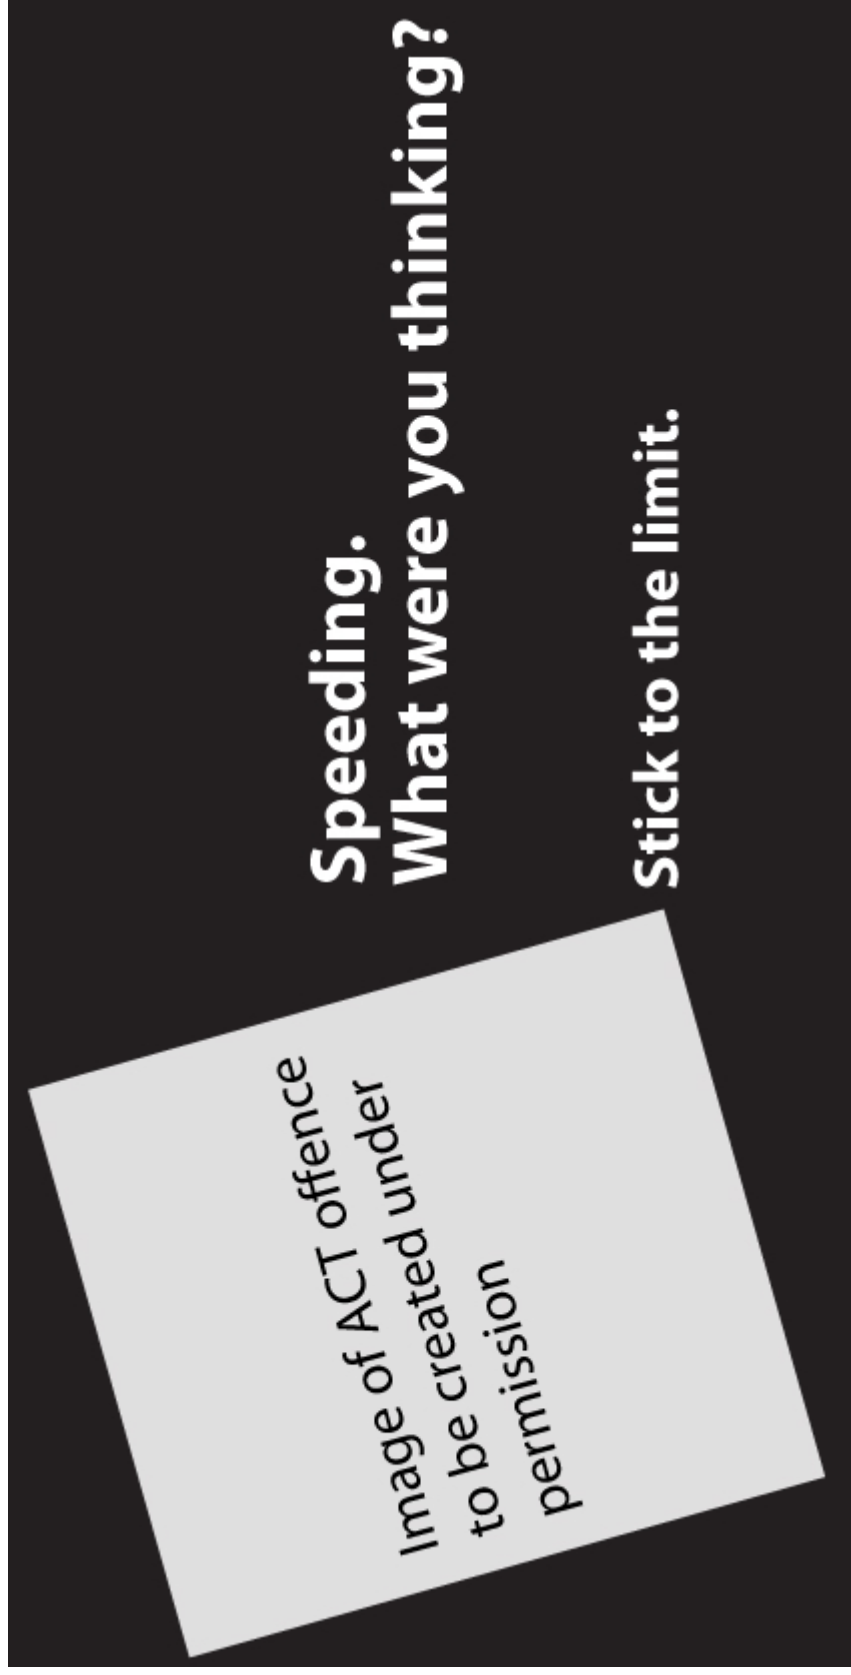 Speeding.
What were you thinking?
Stick to the limit.
Image of ACT offence
to be created under
permission